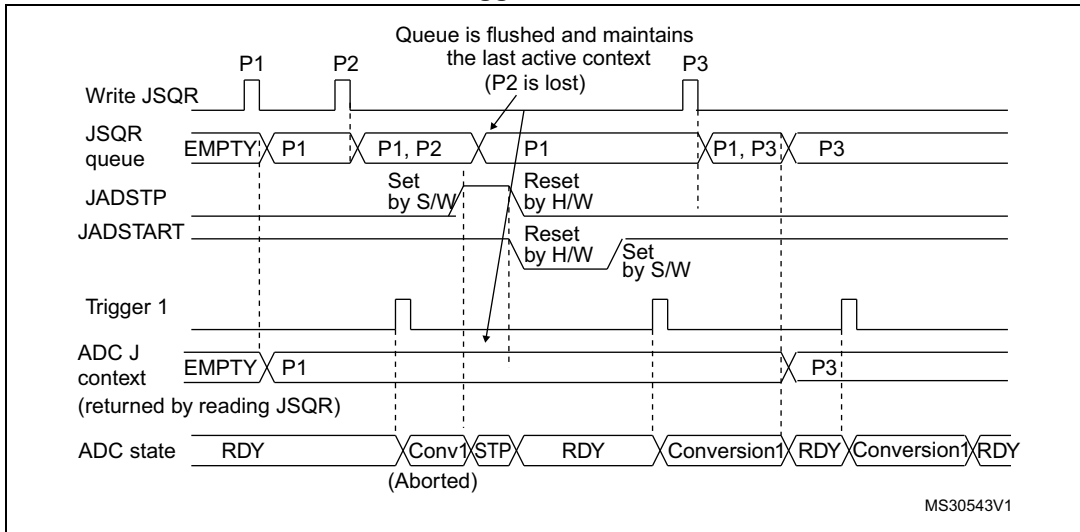 Queue is flushed and maintains
the last active context
(P2 is lost)
P1 P2 P3
Write JSQR
JSQR
queue
EMPTY P1 P1, P2 P1 P1, P3 P3
Set
by S/W
Reset
by H/W
JADSTP
JADSTART
Reset
by H/W
Set
by S/W
Trigger 1
ADC J
context
EMPTY P1 P3
(returned by reading JSQR)
ADC state RDY Conv1 STP RDY Conversion1 RDY Conversion1 RDY
(Aborted)
MS30543V1